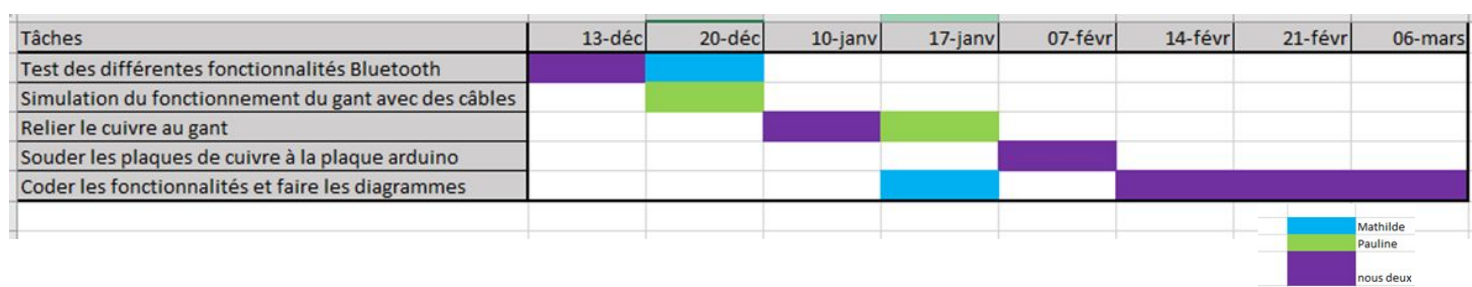 Tâches 13-déc 20-déc 10-janv 17-janv 07-févr 14-févr 21-févr 06-mars
Test des différentes fonctionnalités Bluetooth
Simulation du fonctionnement du gant avec des câbles
Relier le cuivre au gant
Souder les plaques de cuivre à la plaque arduino
Coder les fonctionnalités et faire les diagrammes
Mathilde
Pauline
nous deux